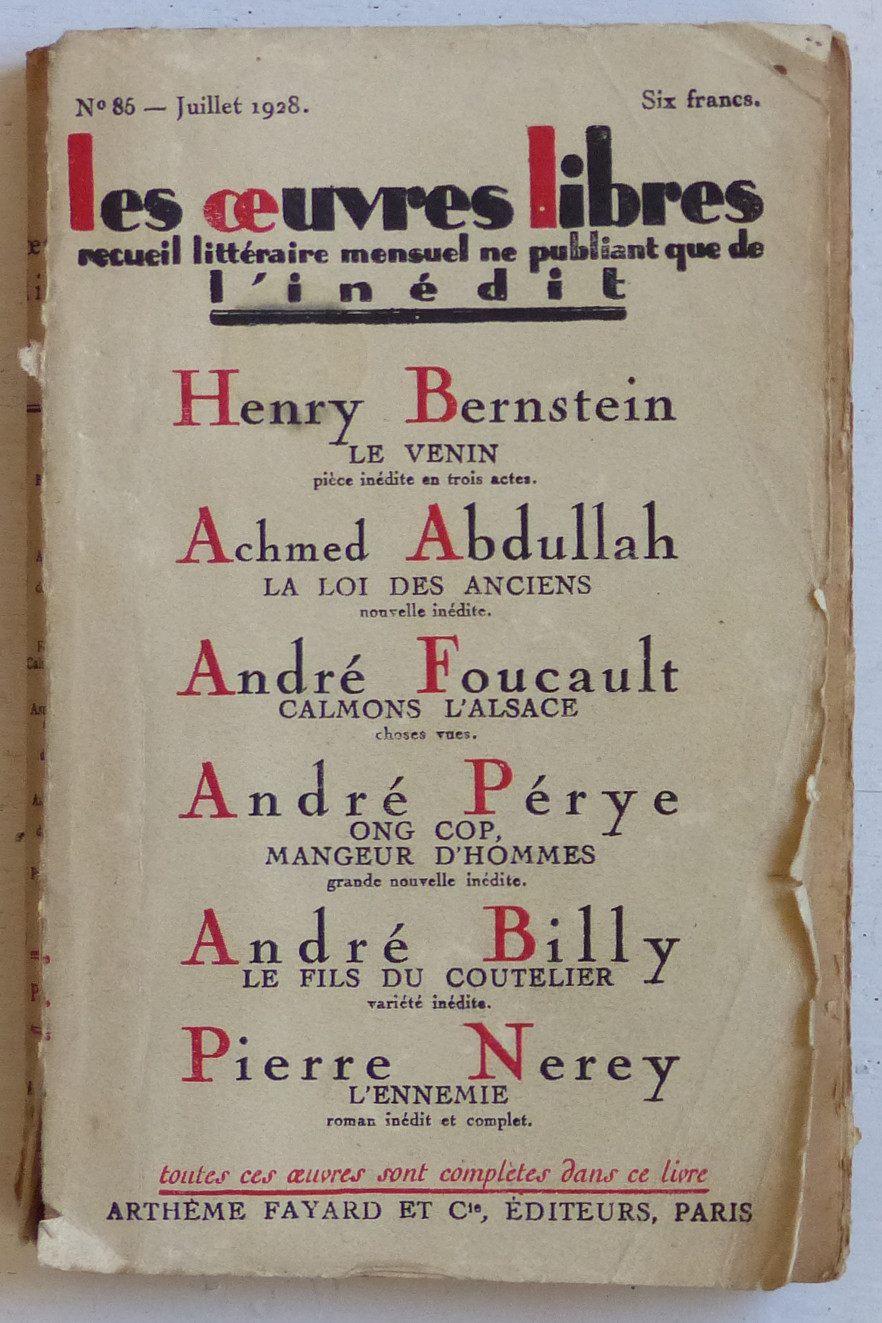 Nº 85 — Juillet 1928.
Six francs.
les œuvres libres
recueil littéraire mensuel ne publiant que de
l'inédit
Henry Bernstein
LE VENIN
pièce inédite en trois actes.
Achmed Abdullah
LA LOI DES ANCIENS
nouvelle inédite.
André Foucault
CALMONS L'ALSACE
choses vues.
André Pérye
ONG COP,
MANGEUR D'HOMMES
grande nouvelle inédite.
André Billy
LE FILS DU COUTELIER
variété inédite.
Pierre Nerey
L'ENNEMIE
roman inédit et complet.
toutes ces œuvres sont complètes dans ce livre
ARTHÈME FAYARD ET Cie, ÉDITEURS, PARIS